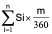 n
∑ Si × m/360
i=1